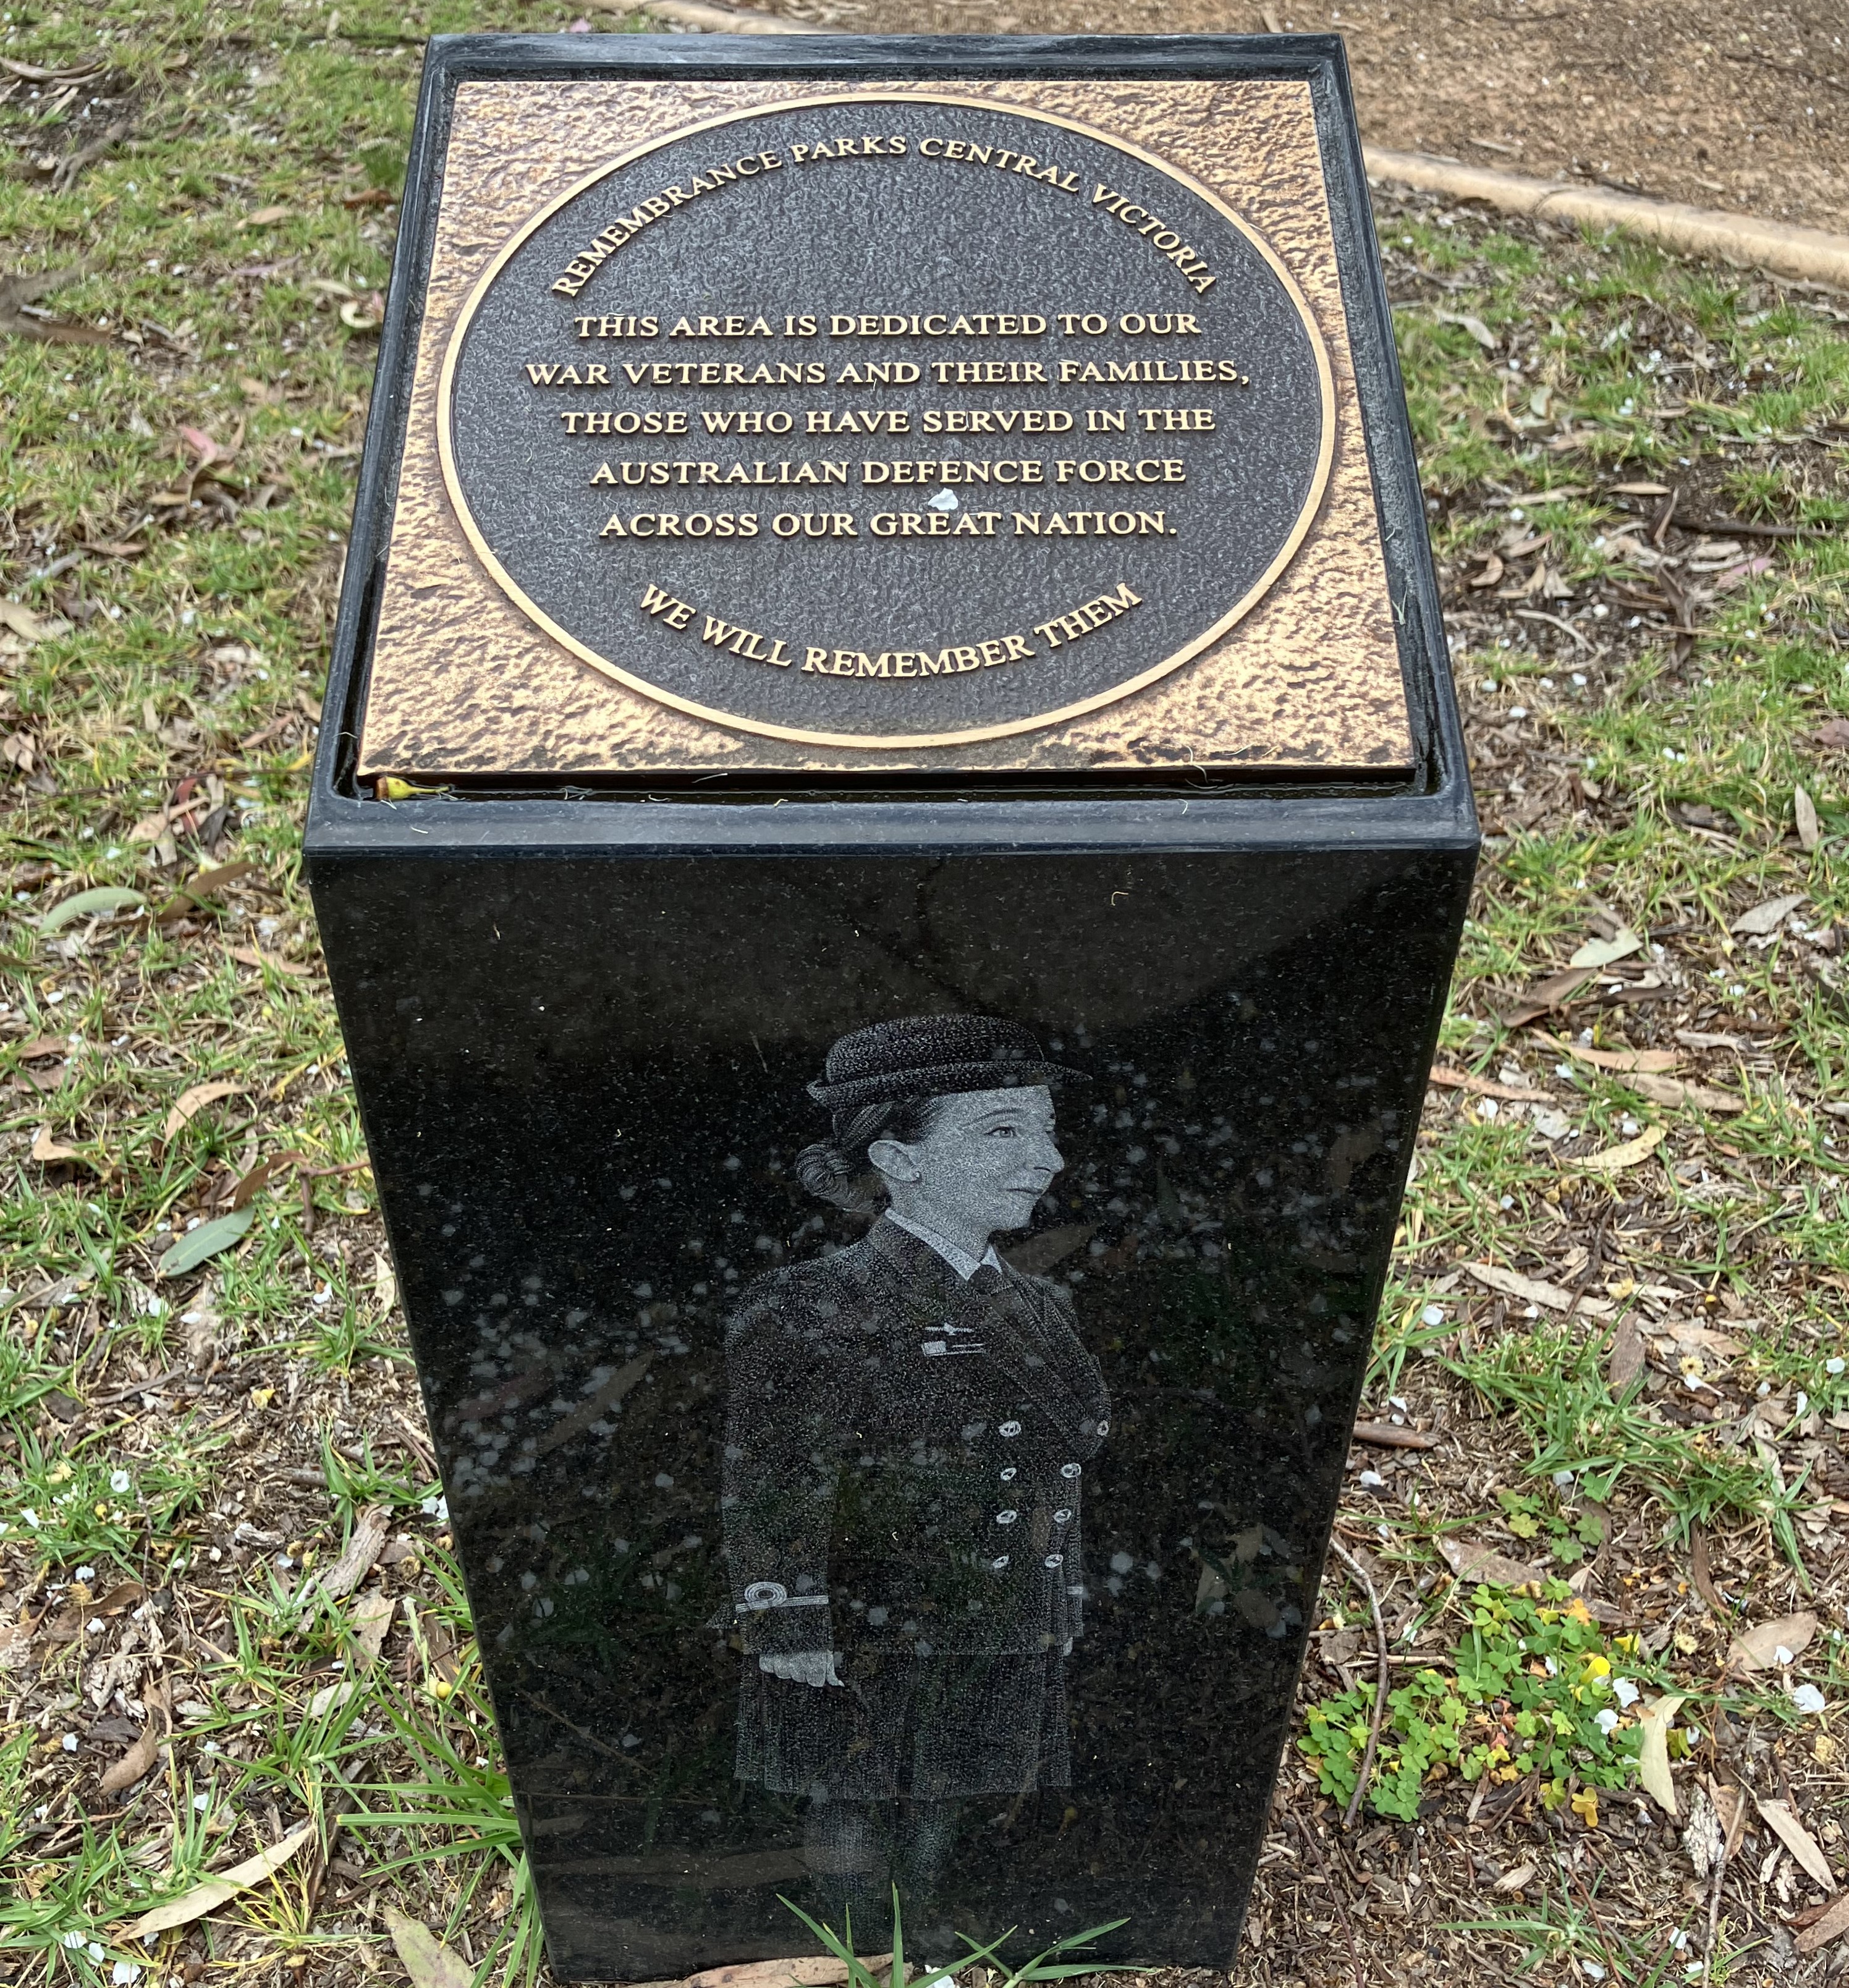 REMEMBRANCE PARKS CENTRAL VICTORIA
THIS AREA IS DEDICATED TO OUR
WAR VETERANS AND THEIR FAMILIES,
THOSE WHO HAVE SERVED IN THE
AUSTRALIAN DEFENCE FORCE
ACROSS OUR GREAT NATION.
WE WILL REMEMBER THEM